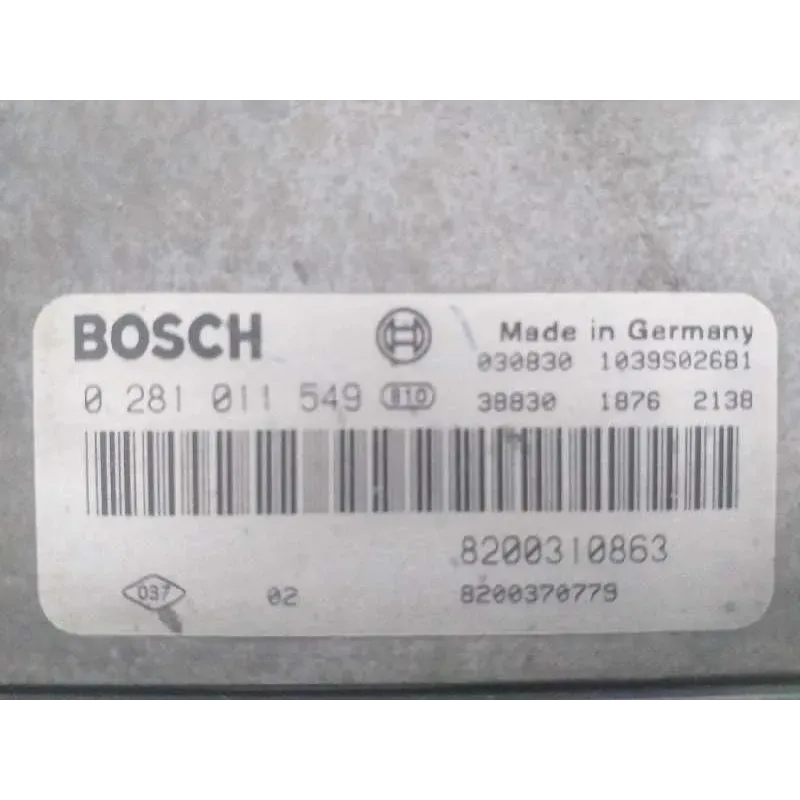 BOSCH
Made in Germany
030830 1039S02681
0 281 011 549 810 38830 1876 2138
8200310863
037 02 8200370779